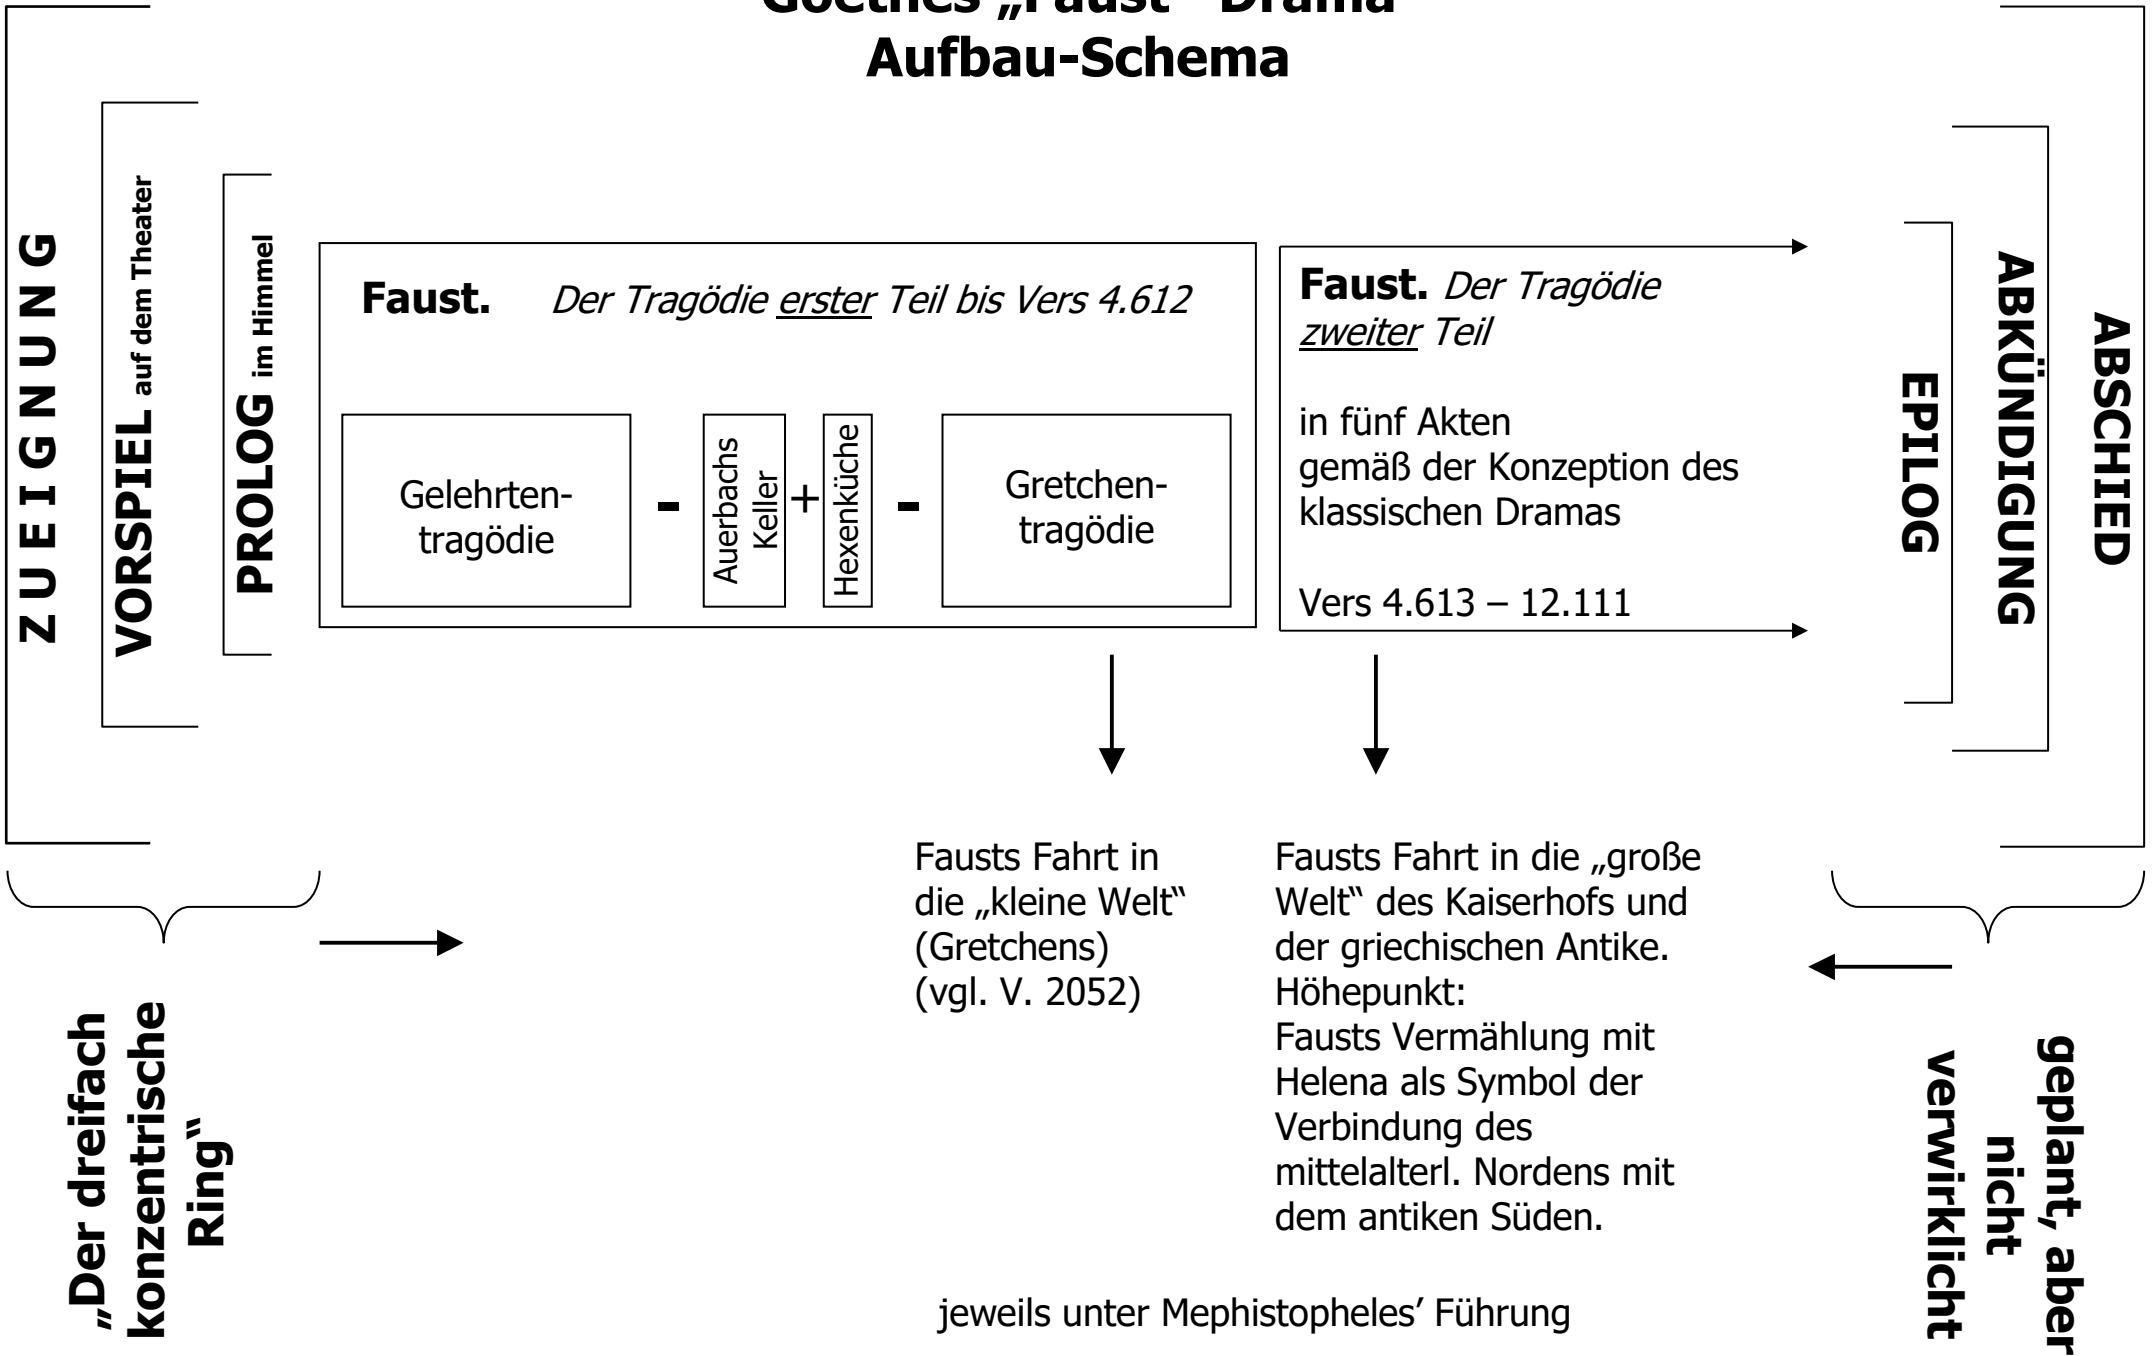 Goethes „Faust“ Drama
Aufbau-Schema
ZUEIGNUNG
VORSPIEL auf dem Theater
PROLOG im Himmel
Faust. Der Tragödie erster Teil bis Vers 4.612
Gelehrten-
tragödie
-
Auerbachs
Keller
+
Hexenküche
-
Gretchen-
tragödie
Faust. Der Tragödie
zweiter Teil
in fünf Akten
gemäß der Konzeption des
klassischen Dramas
Vers 4.613 – 12.111
EPILOG
ABKÜNDIGUNG
ABSCHIED
„Der dreifach
konzentrische
Ring“
Fausts Fahrt in
die „kleine Welt“
(Gretchens)
(vgl. V. 2052)
Fausts Fahrt in die „große
Welt“ des Kaiserhofs und
der griechischen Antike.
Höhepunkt:
Fausts Vermählung mit
Helena als Symbol der
Verbindung des
mittelalterl. Nordens mit
dem antiken Süden.
geplant, aber
nicht
verwirklicht
jeweils unter Mephistopheles’ Führung